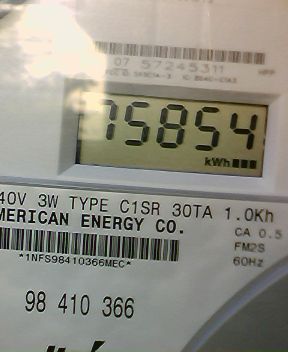 07 57245311
75854
kWh
40V 3W TYPE C1SR 30TA 1.0Kh
MERICAN ENERGY CO.
CA 0.5
FM2S
60Hz
*1NFS98410366MEC*
98 410 366